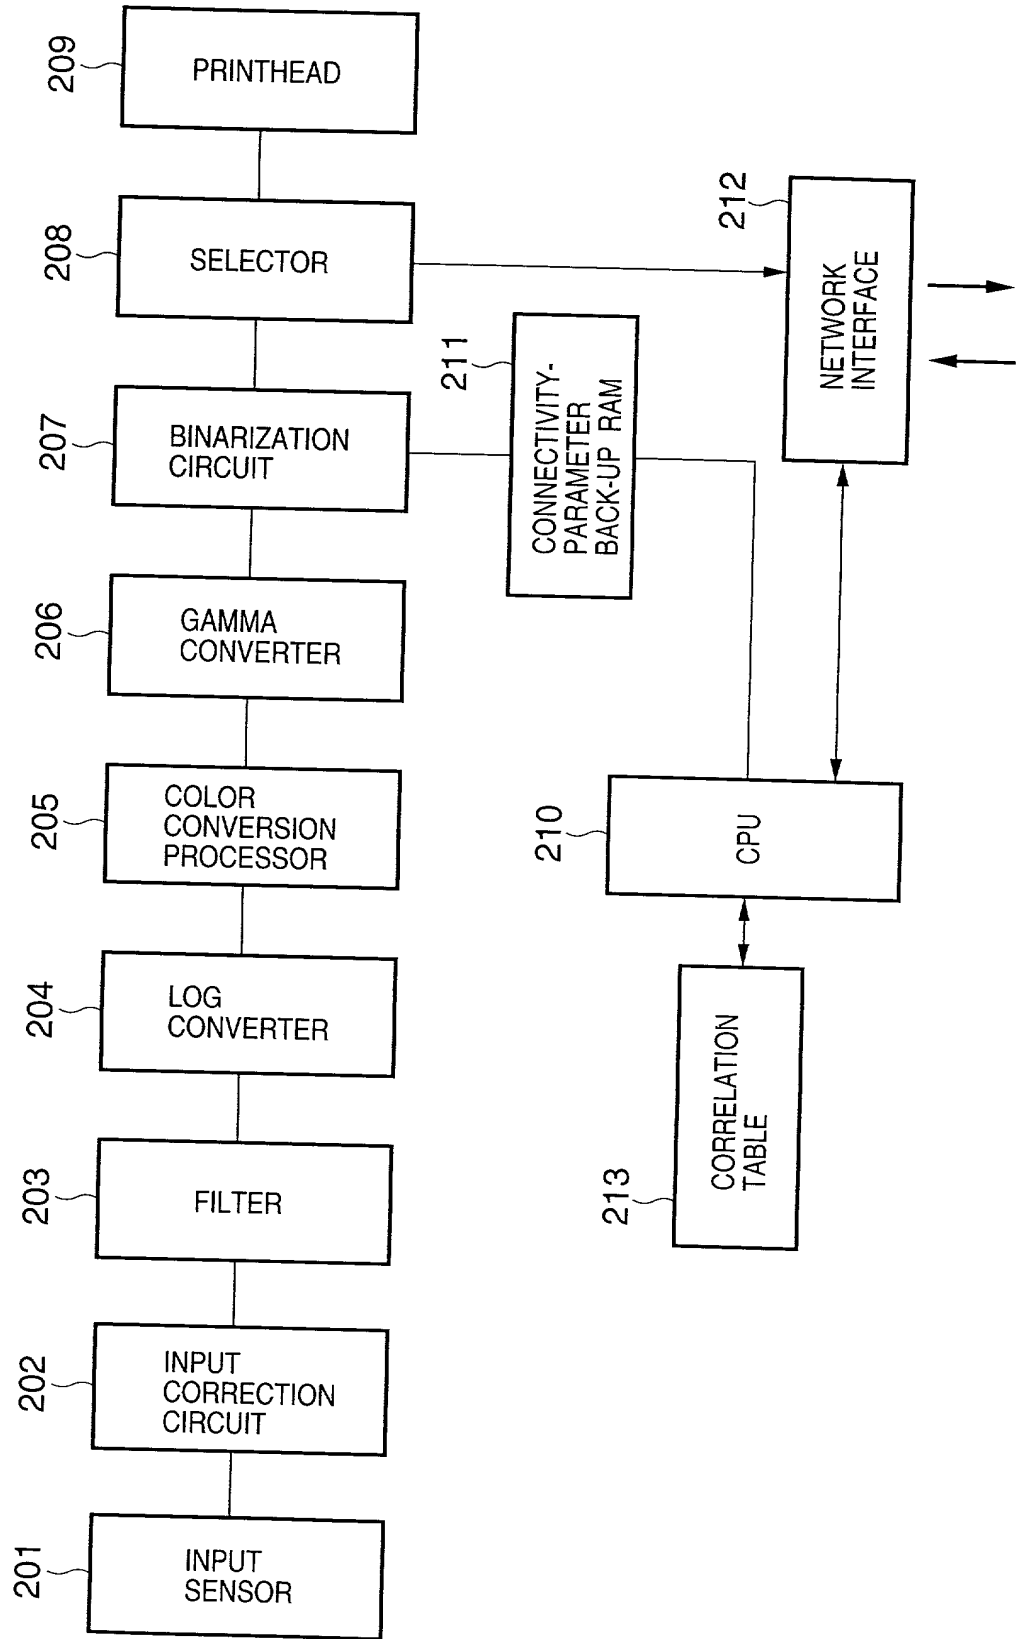 209
PRINTHEAD
208
SELECTOR
207
BINARIZATION
CIRCUIT
206
GAMMA
CONVERTER
205
COLOR
CONVERSION
PROCESSOR
204
LOG
CONVERTER
203
FILTER
202
INPUT
CORRECTION
CIRCUIT
201
INPUT
SENSOR
211
CONNECTIVITY-
PARAMETER
BACK-UP RAM
212
NETWORK
INTERFACE
210
CPU
213
CORRELATION
TABLE